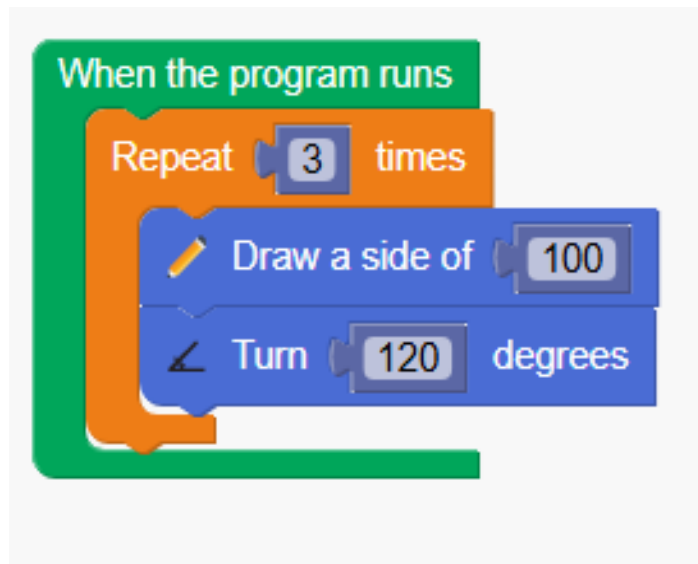 When the program runs
Repeat 3 times
Draw a side of 100
Turn 120 degrees